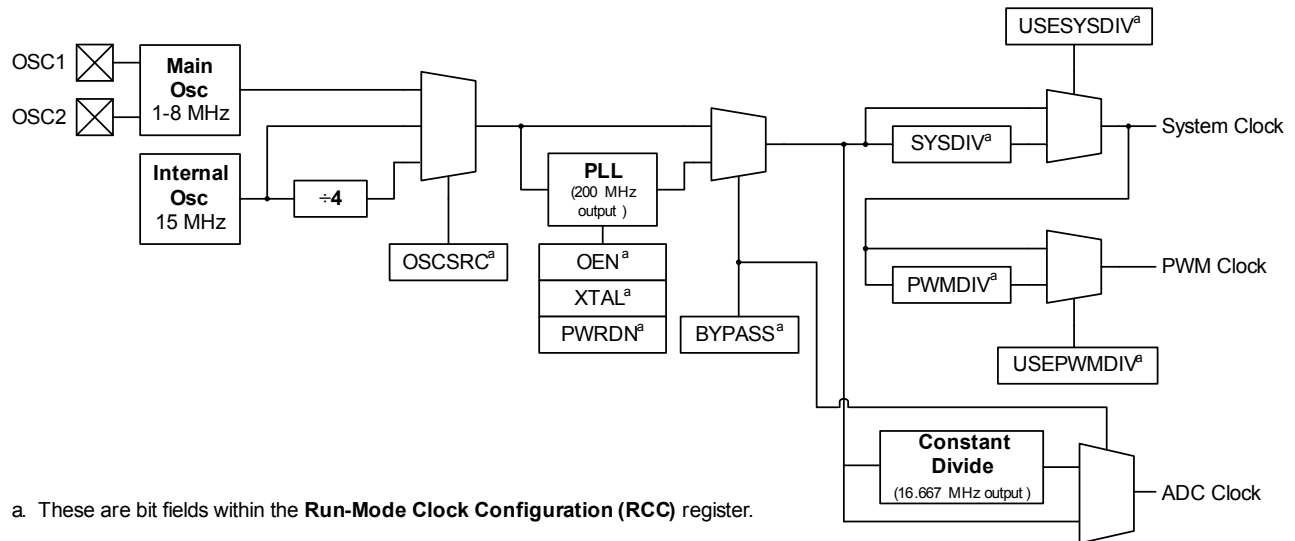 USESYSDIVᵃ
OSC1
OSC2
Main
Osc
1-8 MHz
Internal
Osc
15 MHz
÷4
OSCSRCᵃ
PLL
(200 MHz
output )
OENᵃ
XTALᵃ
PWRDNᵃ
BYPASSᵃ
SYSDIVᵃ
System Clock
PWMDIVᵃ
PWM Clock
USEPWMDIVᵃ
Constant
Divide
(16.667 MHz output )
ADC Clock
a. These are bit fields within the Run-Mode Clock Configuration (RCC) register.